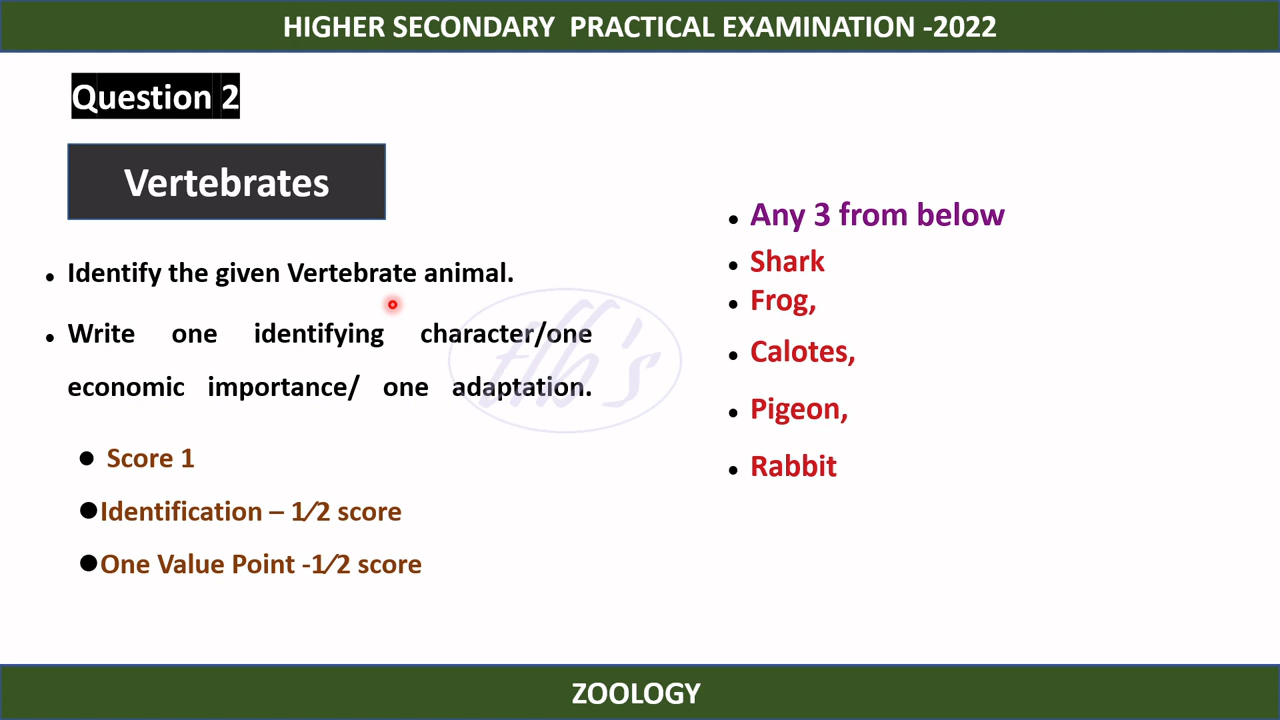 HIGHER SECONDARY PRACTICAL EXAMINATION -2022
Question 2
Vertebrates
• Identify the given Vertebrate animal.
• Write one identifying character/one
economic importance/ one adaptation.
• Score 1
•Identification – 1⁄2 score
•One Value Point -1⁄2 score
• Any 3 from below
• Shark
• Frog,
• Calotes,
• Pigeon,
• Rabbit
ZOOLOGY